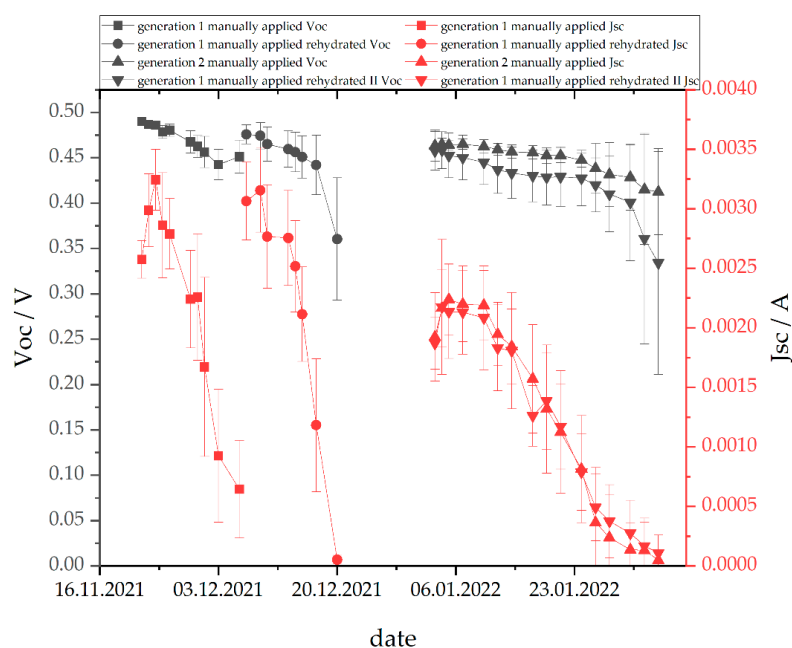 generation 1 manually applied Voc
generation 1 manually applied rehydrated Voc
generation 2 manually applied Voc
generation 1 manually applied rehydrated II Voc
generation 1 manually applied Jsc
generation 1 manually applied rehydrated Jsc
generation 2 manually applied Jsc
generation 1 manually applied rehydrated II Jsc
Voc / V
0.50
0.45
0.40
0.35
0.30
0.25
0.20
0.15
0.10
0.05
0.00
0.0040
0.0035
0.0030
0.0025
0.0020
0.0015
0.0010
0.0005
0.0000
Jsc / A
16.11.2021
03.12.2021
20.12.2021
06.01.2022
23.01.2022
date